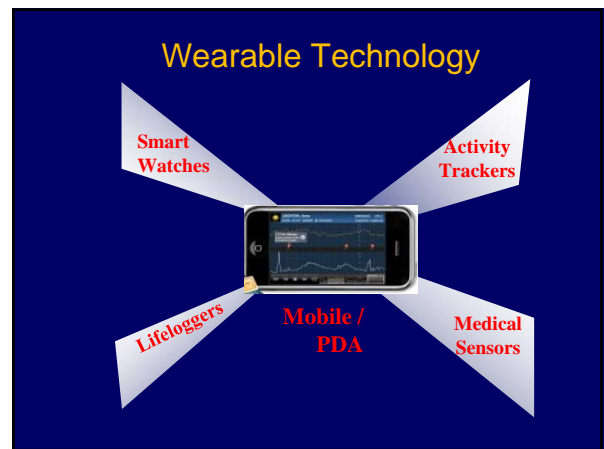 Wearable Technology
Smart
Watches
Activity
Trackers
Lifeloggers
Mobile /
PDA
Medical
Sensors